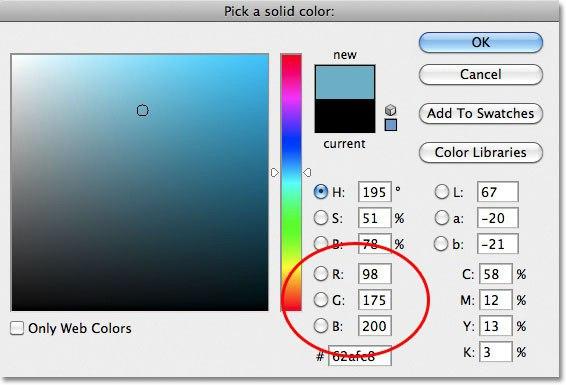 Pick a solid color:
new
current
OK
Cancel
Add To Swatches
Color Libraries
H: 195 °
S: 51 %
B: 78 %
R: 98
G: 175
B: 200
# 62afc8
L: 67
a: -20
b: -21
C: 58 %
M: 12 %
Y: 13 %
K: 3 %
Only Web Colors